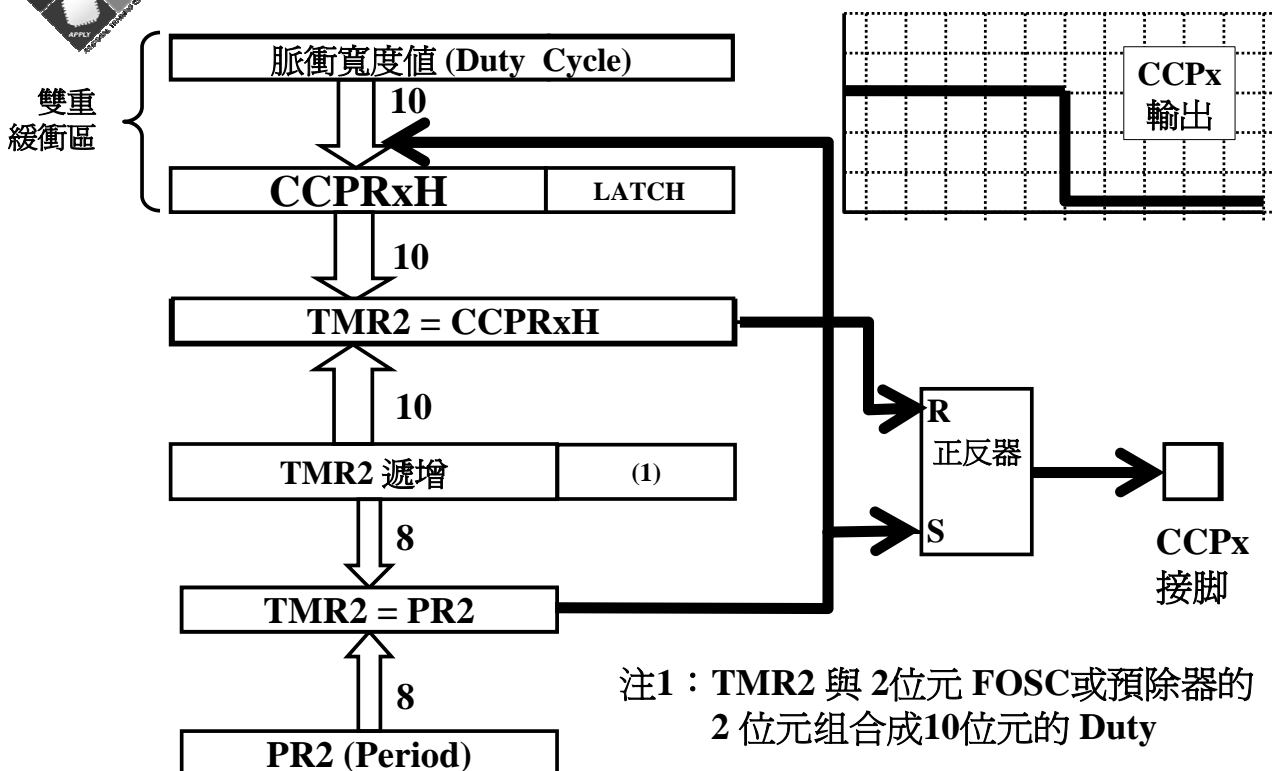 APPLY
脈衝寬度值 (Duty Cycle)
雙重
緩衝區
10
CCPRxH
LATCH
10
TMR2 = CCPRxH
10
TMR2 遞增
(1)
8
TMR2 = PR2
8
PR2 (Period)
CCPx
輸出
R
正反器
S
CCPx
接脚
注1：TMR2 與 2位元 FOSC或預除器的
2 位元组合成10位元的 Duty